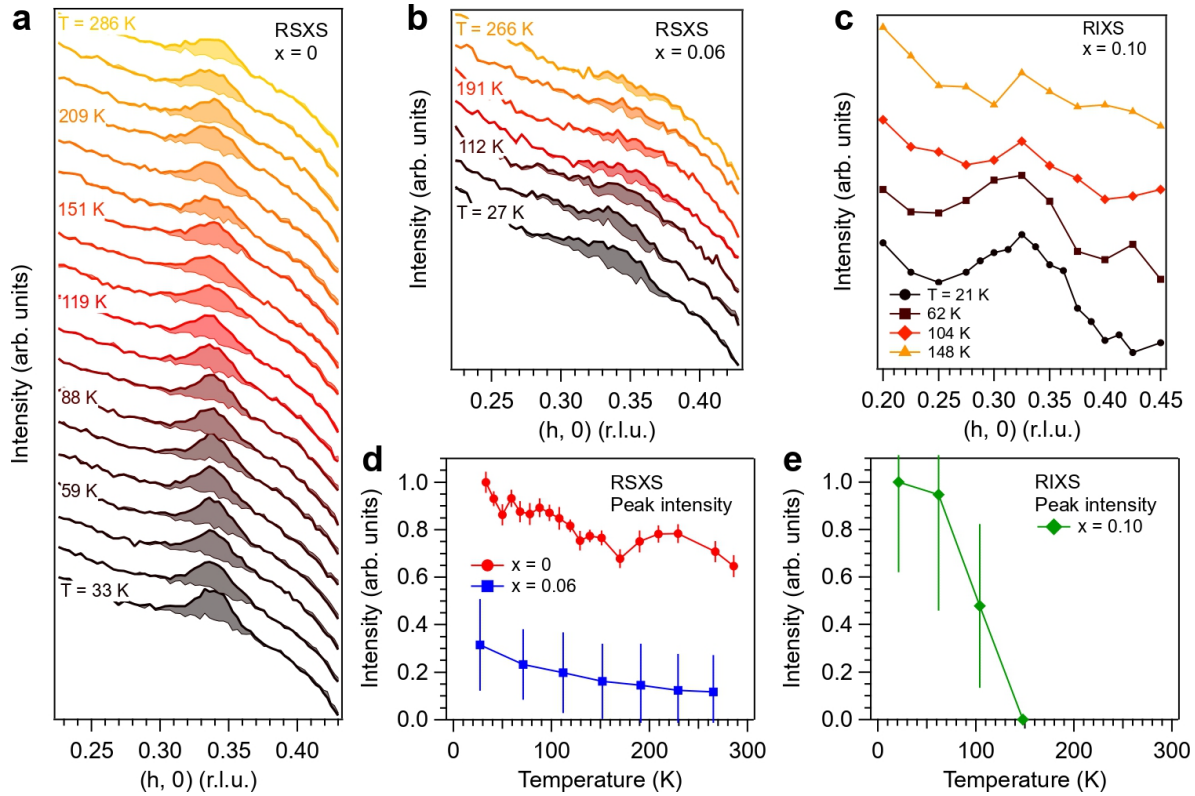 a
T = 286 K
RSXS
x = 0
209 K
151 K
119 K
88 K
59 K
T = 33 K
Intensity (arb. units)
0.25 0.30 0.35 0.40
(h, 0) (r.l.u.)
b
T = 266 K
RSXS
x = 0.06
191 K
112 K
T = 27 K
Intensity (arb. units)
0.25 0.30 0.35 0.40
(h, 0) (r.l.u.)
c
RIXS
x = 0.10
T = 21 K
62 K
104 K
148 K
Intensity (arb. units)
0.20 0.25 0.30 0.35 0.40 0.45
(h, 0) (r.l.u.)
d
RSXS
Peak intensity
x = 0
x = 0.06
1.0
0.8
0.6
0.4
0.2
0.0
Intensity (arb. units)
0 100 200 300
Temperature (K)
e
RIXS
Peak intensity
x = 0.10
1.0
0.8
0.6
0.4
0.2
0.0
Intensity (arb. units)
0 100 200 300
Temperature (K)